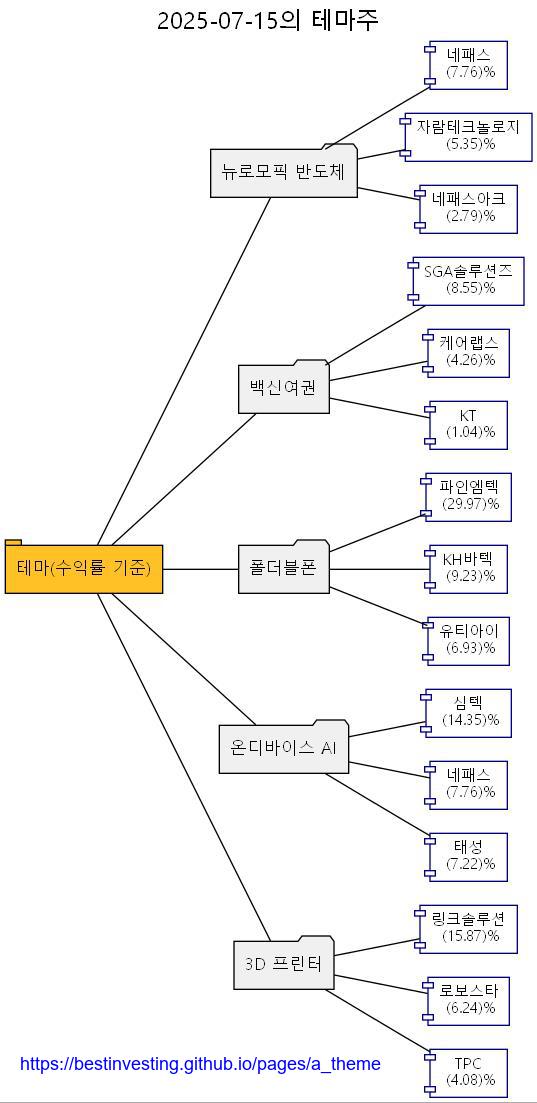 2025-07-15의 테마주
네패스
(7.76)%
자람테크놀로지
(5.35)%
뉴로모픽 반도체
네패스아크
(2.79)%
SGA솔루션즈
(8.55)%
케어랩스
(4.26)%
백신여권
KT
(1.04)%
파인엠텍
(29.97)%
테마(수익률 기준)
폴더블폰
KH바텍
(9.23)%
유티아이
(6.93)%
심텍
(14.35)%
온디바이스 AI
네패스
(7.76)%
태성
(7.22)%
링크솔루션
(15.87)%
3D 프린터
로보스타
(6.24)%
TPC
(4.08)%
https://bestinvesting.github.io/pages/a_theme